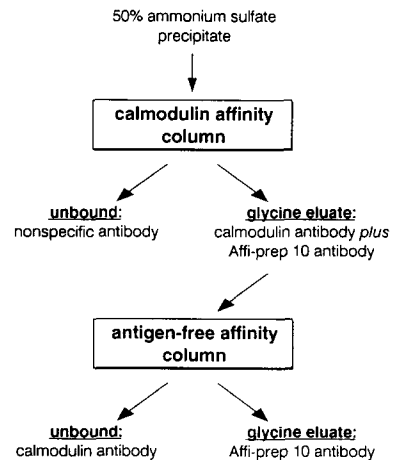 50% ammonium sulfate
precipitate
calmodulin affinity
column
unbound:
nonspecific antibody
glycine eluate:
calmodulin antibody plus
Affi-prep 10 antibody
antigen-free affinity
column
unbound:
calmodulin antibody
glycine eluate:
Affi-prep 10 antibody